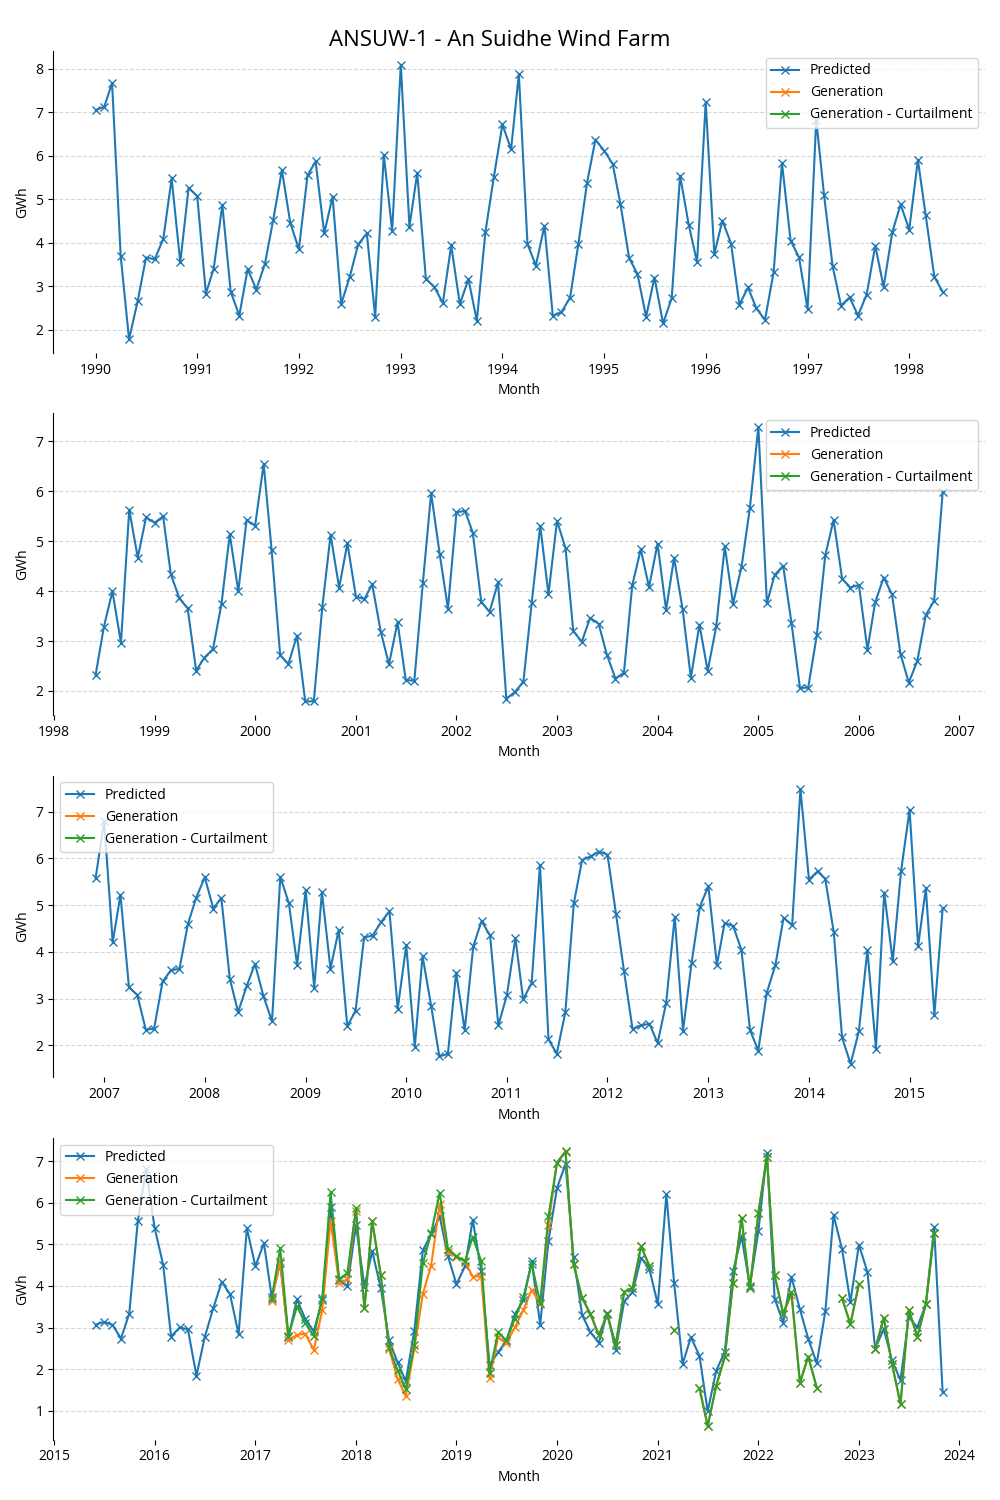 ANSUW-1 - An Suidhe Wind Farm
Predicted
Generation
Generation - Curtailment
GWh
8
7
6
5
4
3
2
1990 1991 1992 1993 1994 1995 1996 1997 1998
Month
Predicted
Generation
Generation - Curtailment
GWh
7
6
5
4
3
2
1998 1999 2000 2001 2002 2003 2004 2005 2006 2007
Month
Predicted
Generation
Generation - Curtailment
GWh
7
6
5
4
3
2
2007 2008 2009 2010 2011 2012 2013 2014 2015
Month
Predicted
Generation
Generation - Curtailment
GWh
7
6
5
4
3
2
1
2015 2016 2017 2018 2019 2020 2021 2022 2023 2024
Month